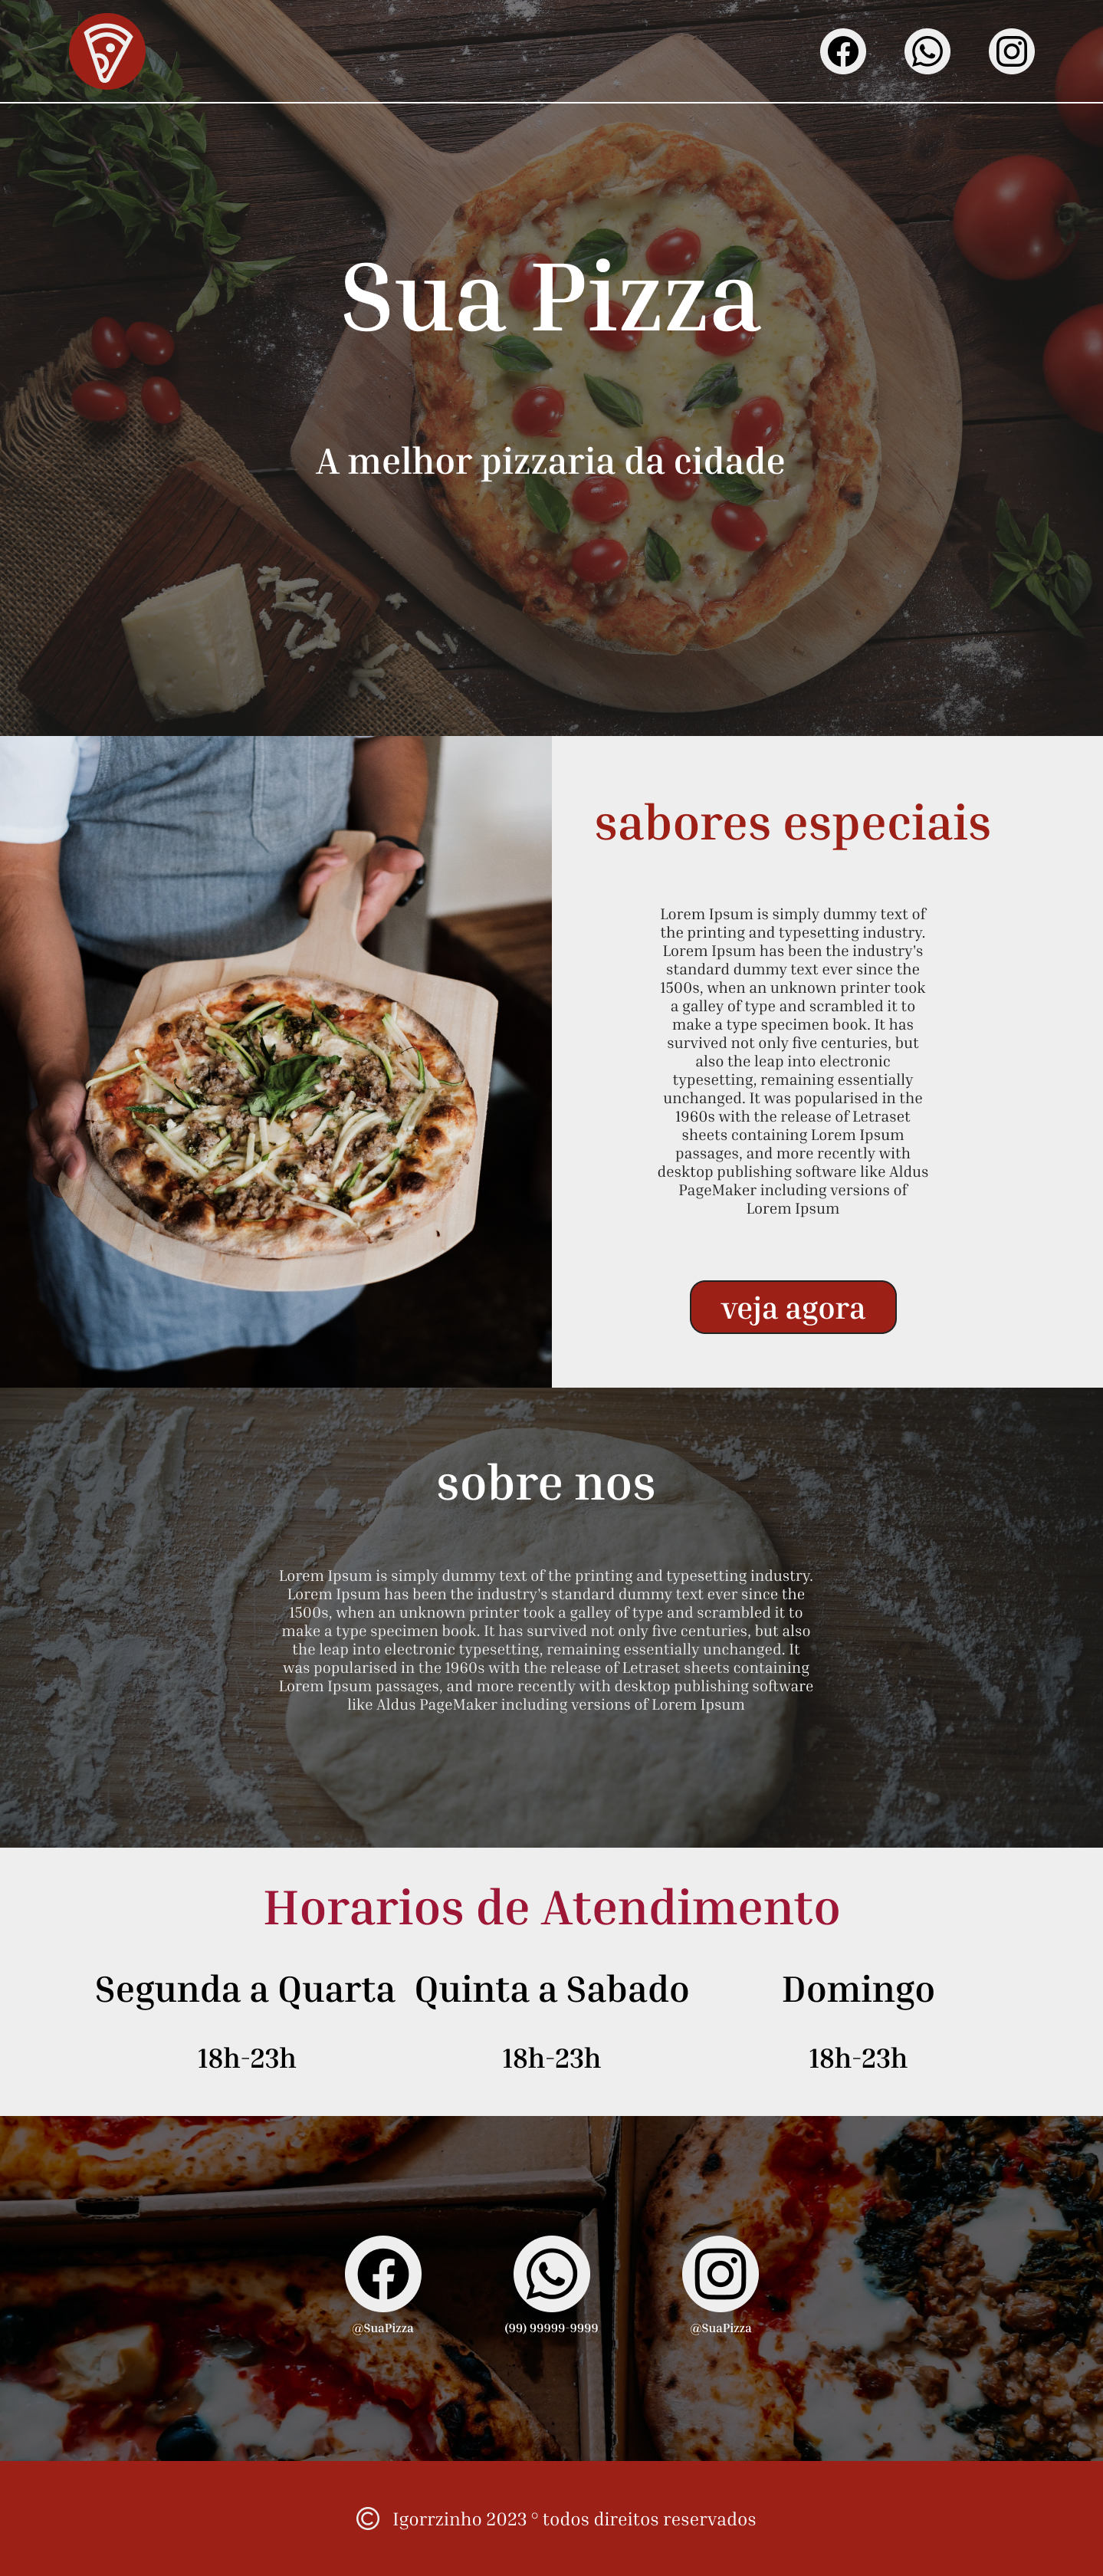 Sua Pizza
A melhor pizzaria da cidade
sabores especiais
Lorem Ipsum is simply dummy text of
the printing and typesetting industry.
Lorem Ipsum has been the industry's
standard dummy text ever since the
1500s, when an unknown printer took
a galley of type and scrambled it to
make a type specimen book. It has
survived not only five centuries, but
also the leap into electronic
typesetting, remaining essentially
unchanged. It was popularised in the
1960s with the release of Letraset
sheets containing Lorem Ipsum
passages, and more recently with
desktop publishing software like Aldus
PageMaker including versions of
Lorem Ipsum
veja agora
sobre nos
Lorem Ipsum is simply dummy text of the printing and typesetting industry.
Lorem Ipsum has been the industry's standard dummy text ever since the
1500s, when an unknown printer took a galley of type and scrambled it to
make a type specimen book. It has survived not only five centuries, but also
the leap into electronic typesetting, remaining essentially unchanged. It
was popularised in the 1960s with the release of Letraset sheets containing
Lorem Ipsum passages, and more recently with desktop publishing software
like Aldus PageMaker including versions of Lorem Ipsum
Horarios de Atendimento
Segunda a Quarta Quinta a Sabado Domingo
18h-23h 18h-23h 18h-23h
@SuaPizza (99) 99999-9999 @SuaPizza
© Igorrzinho 2023 ° todos direitos reservados